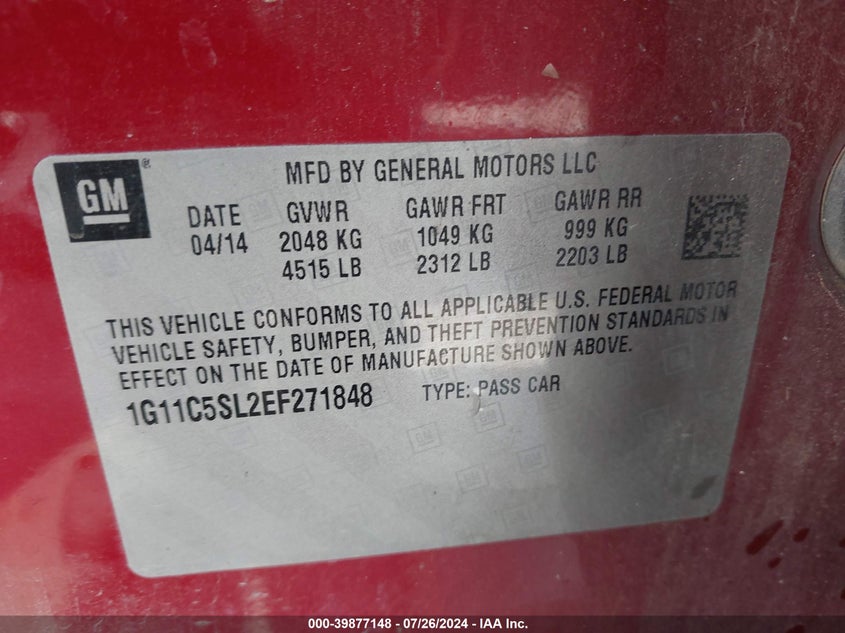 GM ®
MFD BY GENERAL MOTORS LLC
DATE GVWR GAWR FRT GAWR RR
04/14 2048 KG 1049 KG 999 KG
4515 LB 2312 LB 2203 LB
THIS VEHICLE CONFORMS TO ALL APPLICABLE U.S. FEDERAL MOTOR
VEHICLE SAFETY, BUMPER, AND THEFT PREVENTION STANDARDS IN
EFFECT ON THE DATE OF MANUFACTURE SHOWN ABOVE.
1G11C5SL2EF271848 TYPE: PASS CAR
000-39877148 - 07/26/2024 - IAA Inc.